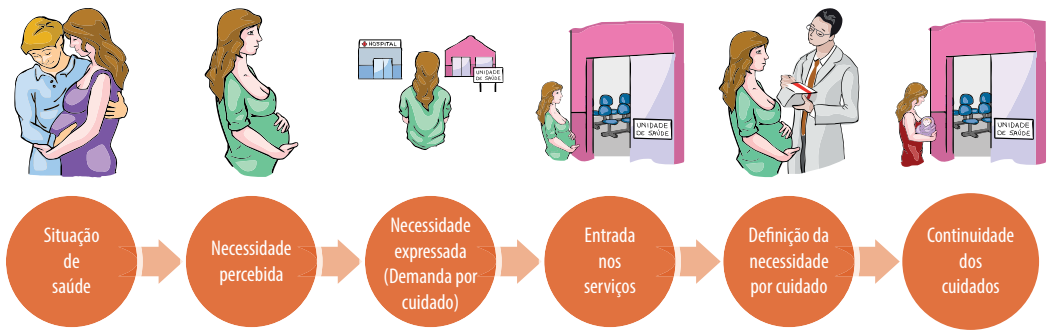 HOSPITAL
UNIDADE
DE SAÚDE
UNIDADE
DE SAÚDE
UNIDADE
DE SAÚDE
Situação
de
saúde
Necessidade
percebida
Necessidade
expressada
(Demanda por
cuidado)
Entrada
nos
serviços
Definição da
necessidade
por cuidado
Continuidade
dos
cuidados